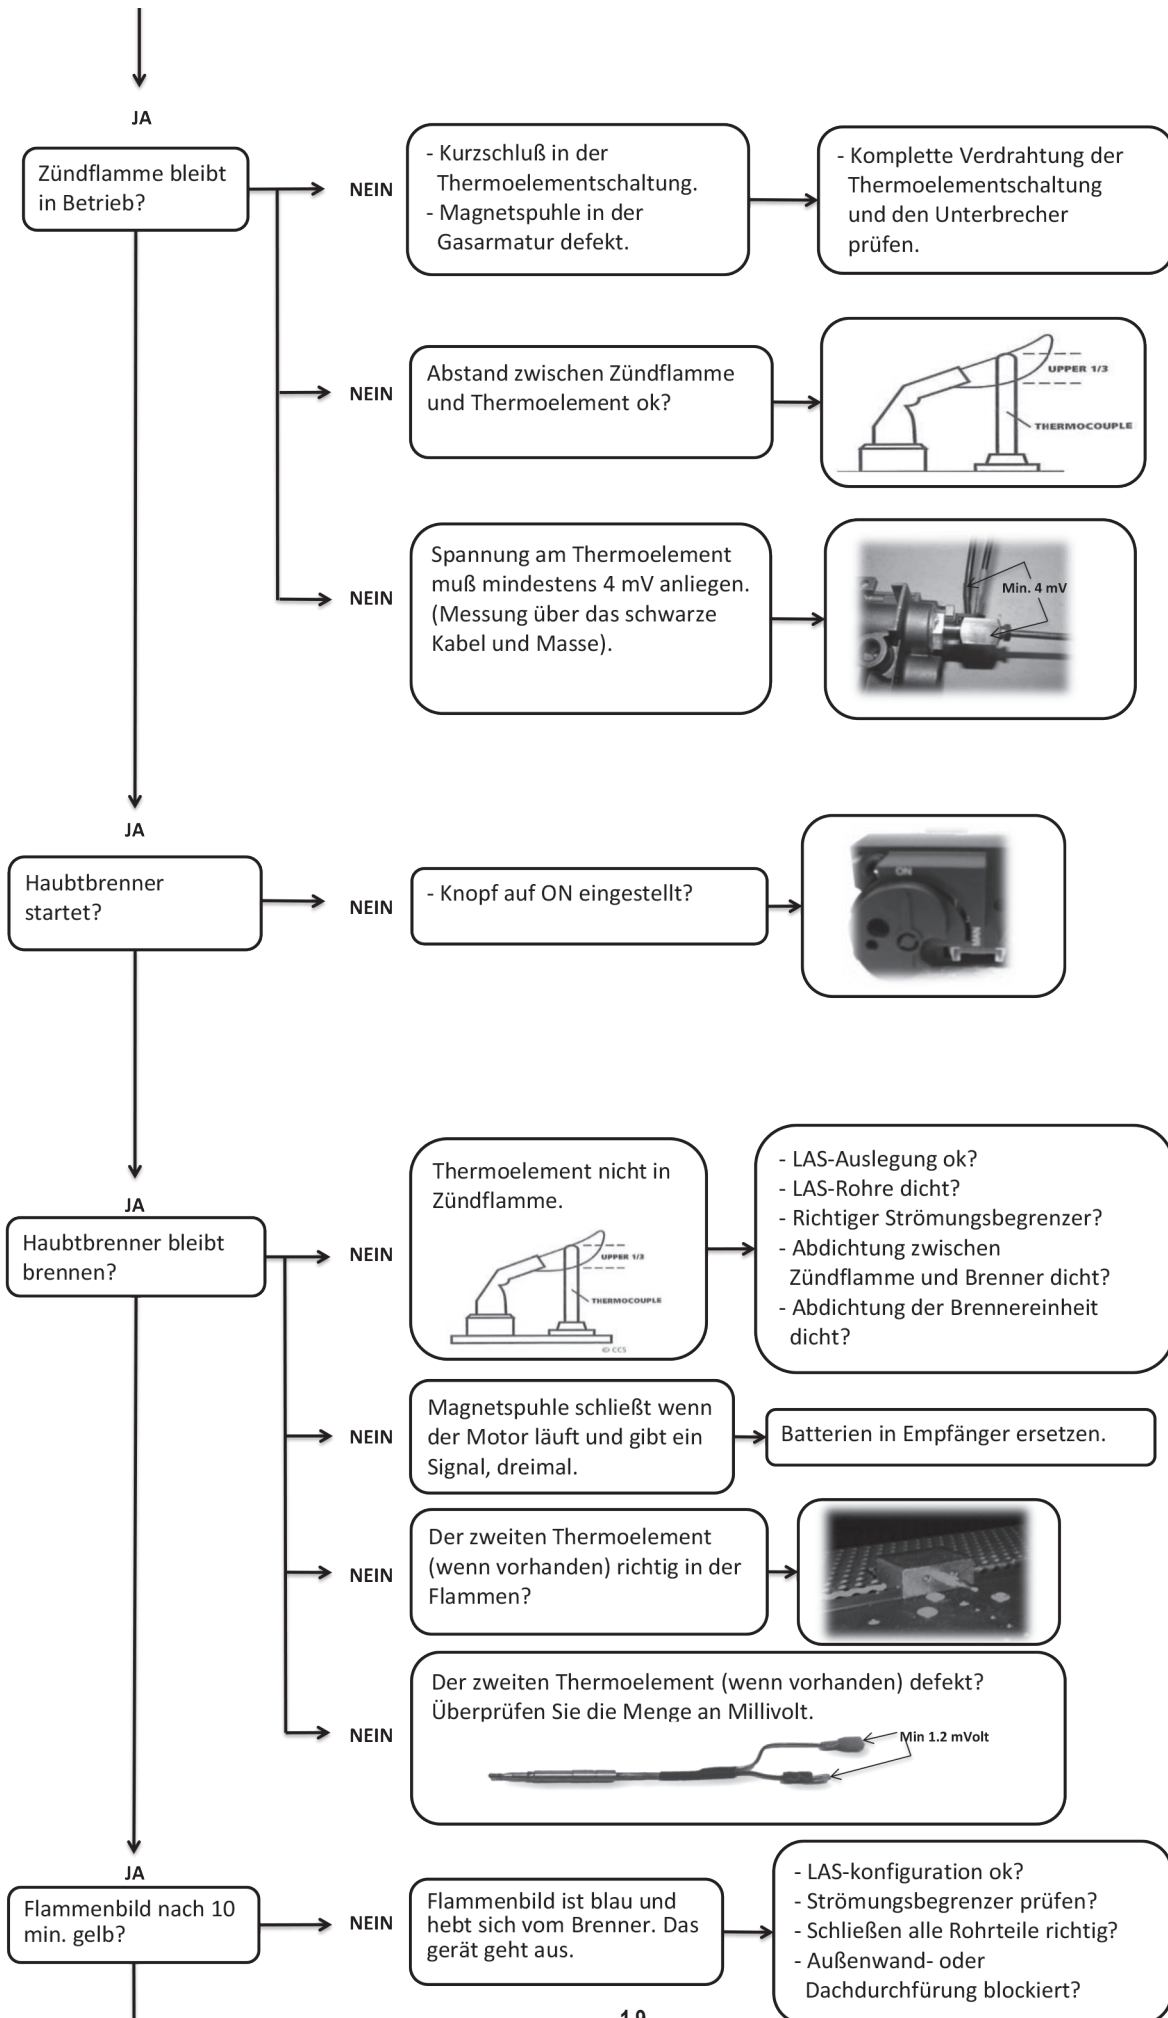 JA
Zündflamme bleibt
in Betrieb?
NEIN
- Kurzschluß in der
Thermoelementschaltung.
- Magnetspuhle in der
Gasarmatur defekt.
- Komplette Verdrahtung der
Thermoelementschaltung
und den Unterbrecher
prüfen.
NEIN
Abstand zwischen Zündflamme
und Thermoelement ok?
UPPER 1/3
THERMOCOUPLE
NEIN
Spannung am Thermoelement
muß mindestens 4 mV anliegen.
(Messung über das schwarze
Kabel und Masse).
Min. 4 mV
JA
Haubtbrenner
startet?
NEIN
- Knopf auf ON eingestellt?
ON
MAN
JA
Haubtbrenner bleibt
brennen?
NEIN
Thermoelement nicht in
Zündflamme.
UPPER 1/3
THERMOCOUPLE
© CCS
- LAS-Auslegung ok?
- LAS-Rohre dicht?
- Richtiger Strömungsbegrenzer?
- Abdichtung zwischen
Zündflamme und Brenner dicht?
- Abdichtung der Brennereinheit
dicht?
NEIN
Magnetspuhle schließt wenn
der Motor läuft und gibt ein
Signal, dreimal.
Batterien in Empfänger ersetzen.
NEIN
Der zweiten Thermoelement
(wenn vorhanden) richtig in der
Flammen?
NEIN
Der zweiten Thermoelement (wenn vorhanden) defekt?
Überprüfen Sie die Menge an Millivolt.
Min 1.2 mVolt
JA
Flammenbild nach 10
min. gelb?
NEIN
Flammenbild ist blau und
hebt sich vom Brenner. Das
gerät geht aus.
- LAS-konfiguration ok?
- Strömungsbegrenzer prüfen?
- Schließen alle Rohrteile richtig?
- Außenwand- oder
Dachdurchfürung blockiert?